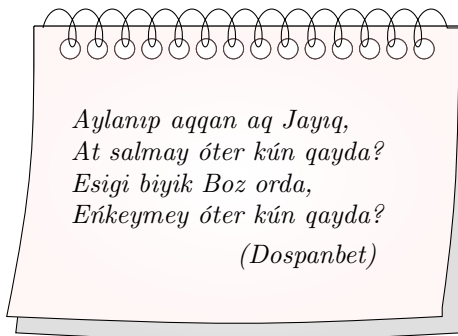 Aylanıp aqqan aq Jayıq,
At salmay óter kún qayda?
Esigi biyik Boz orda,
Eńkeymey óter kún qayda?
(Dospanbet)